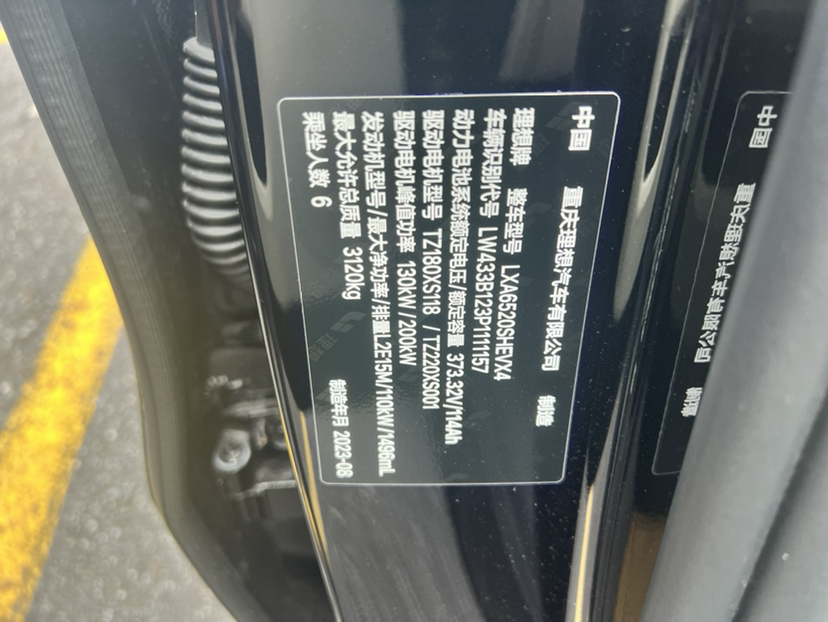 中国 重庆理想汽车有限公司 制造
理想牌 整车型号 LXA6520SHEVX4
车辆识别代号 LW433B123P1111157
动力电池系统额定电压/额定容量 373.32V/114Ah
驱动电机型号 TZ180XS118 / TZ220XS001
驱动电机峰值功率 130KW / 200KW
发动机型号/最大净功率/排量L2E15M/110kW/1496mL
最大允许总质量 3120kg
乘坐人数 6 制造年月 2023-08